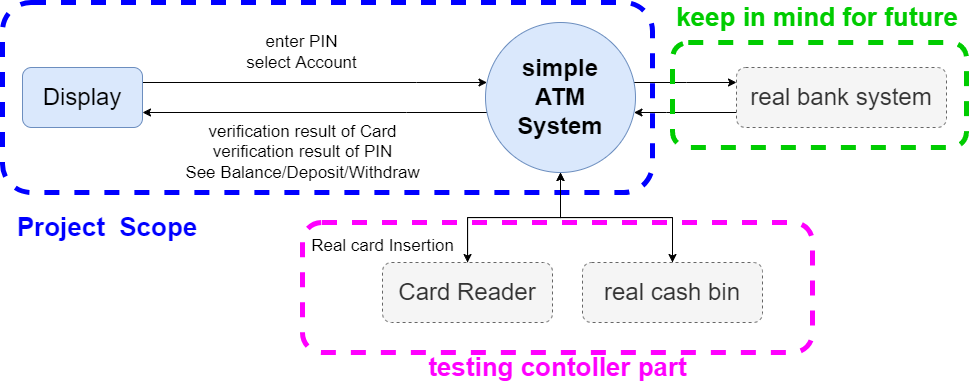 keep in mind for future
enter PIN
select Account
Display
simple
ATM
System
real bank system
verification result of Card
verification result of PIN
See Balance/Deposit/Withdraw
Project Scope
Real card Insertion
Card Reader
real cash bin
testing contoller part